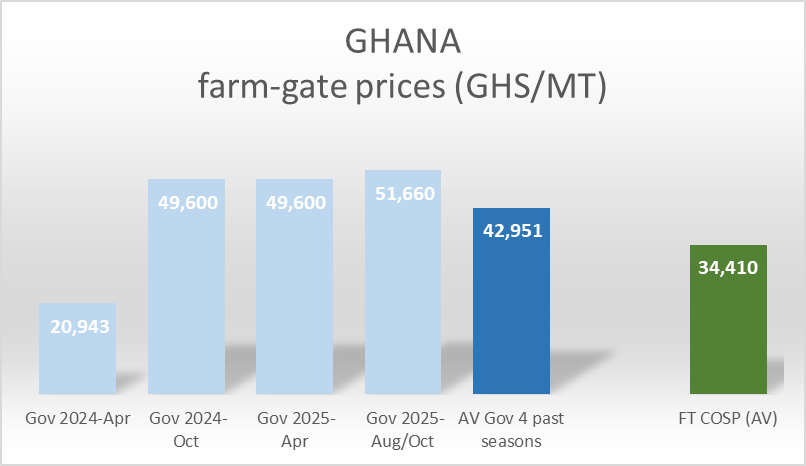 GHANA
farm-gate prices (GHS/MT)
20,943
49,600
49,600
51,660
42,951
34,410
Gov 2024-Apr
Gov 2024-
Oct
Gov 2025-
Apr
Gov 2025-
Aug/Oct
AV Gov 4 past
seasons
FT COSP (AV)